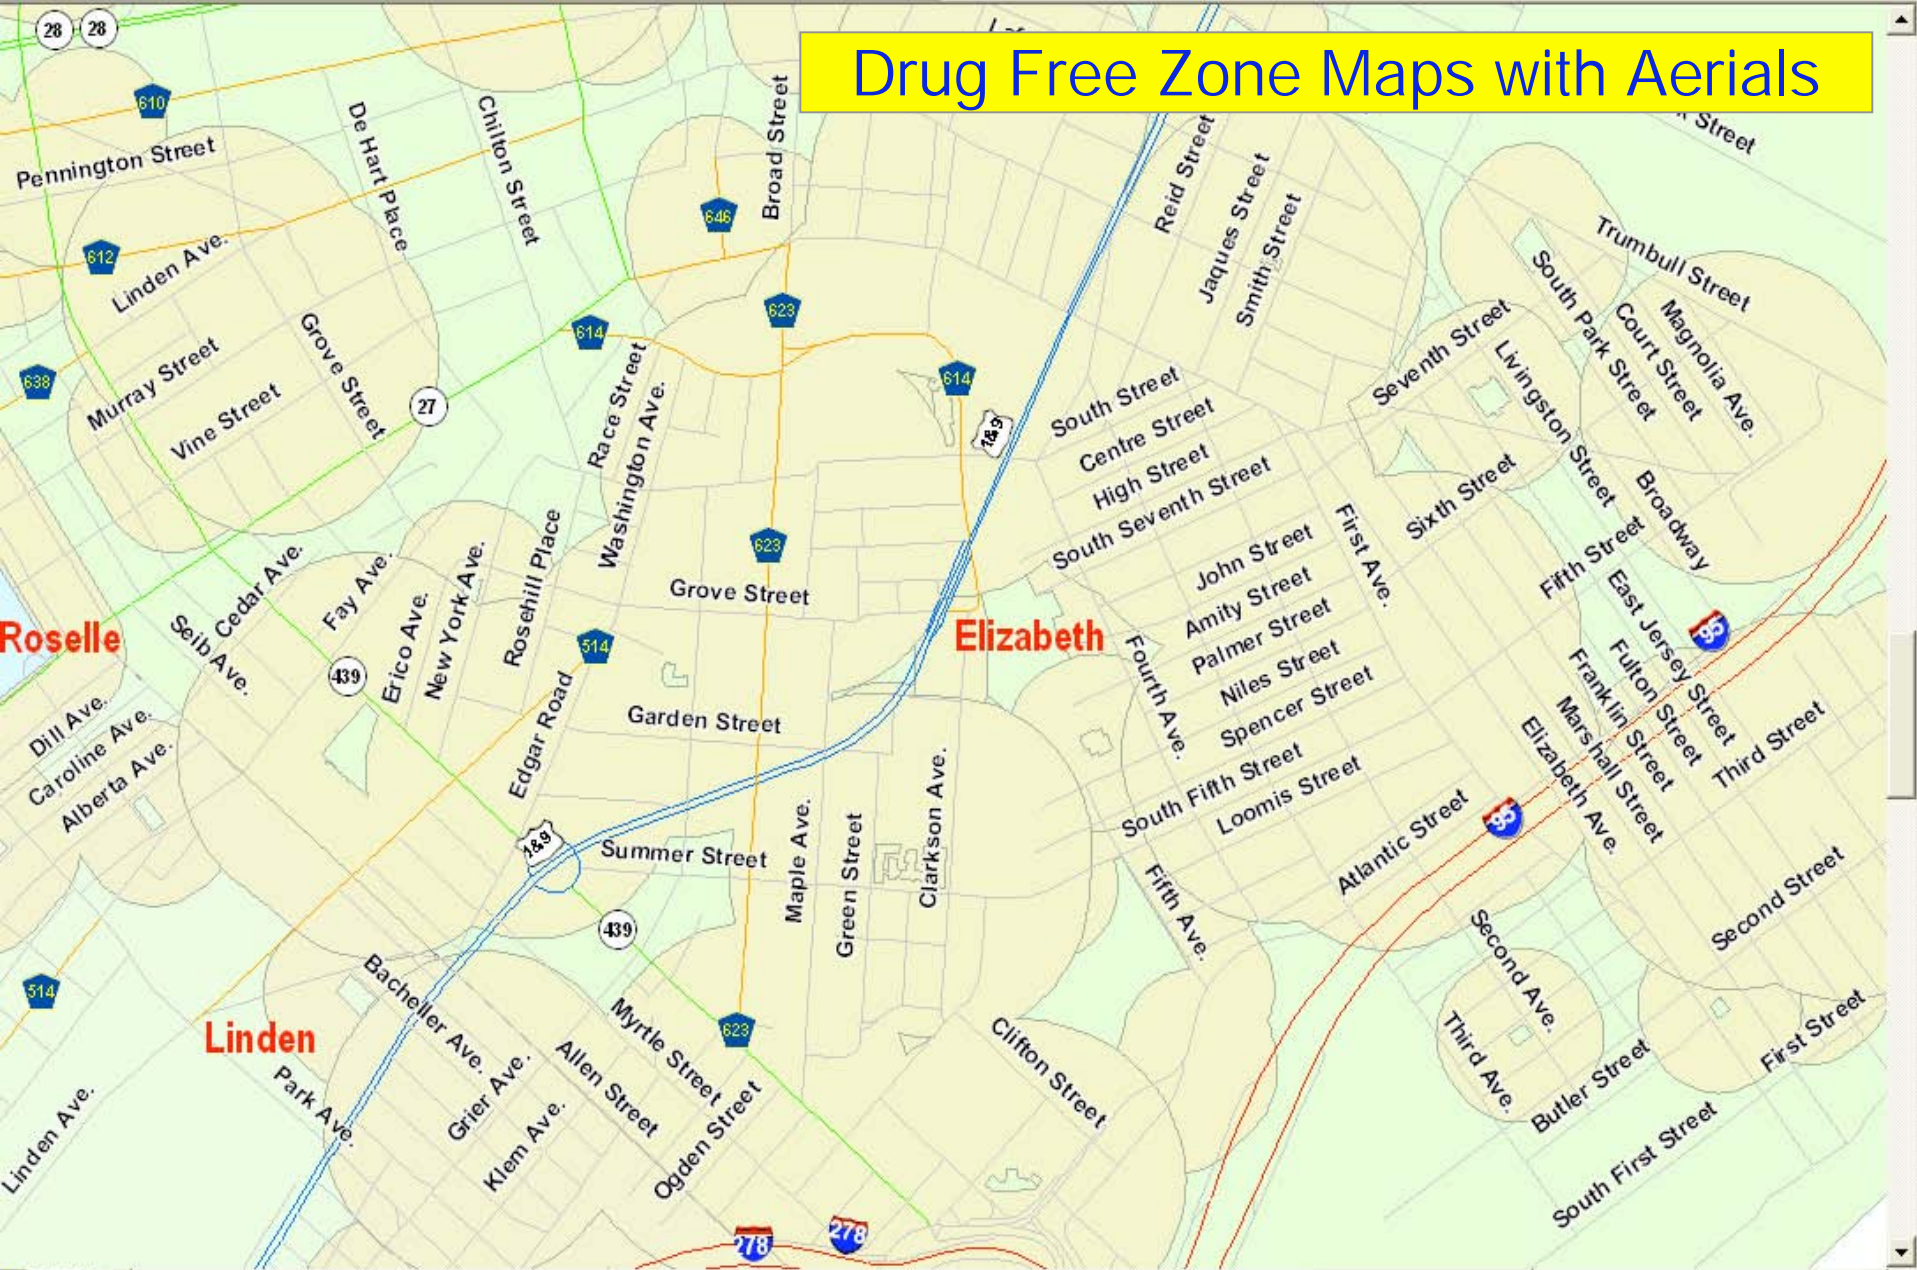 Drug Free Zone Maps with Aerials
28
28
610
Pennington Street
De Hart Place
Chilton Street
Broad Street
Reid Street
Jaques Street
Smith Street
Street
646
612
Linden Ave.
Trumbull Street
South Park Street
Court Street
Magnolia Ave.
623
614
Grove Street
Murray Street
638
Vine Street
27
Race Street
Washington Ave.
614
1&9
South Street
Centre Street
High Street
South Seventh Street
Seventh Street
Livingston Street
Sixth Street
Broadway
First Ave.
Fifth Street
623
John Street
Amity Street
Palmer Street
Niles Street
Spencer Street
Grove Street
Cedar Ave.
Fay Ave.
Seib Ave.
Erico Ave.
New York Ave.
Rosehill Place
Roselle
514
Elizabeth
Fourth Ave.
East Jersey Street
95
Fulton Street
Franklin Street
Marshall Street
Elizabeth Ave.
Third Street
439
Edgar Road
Garden Street
Dill Ave.
Caroline Ave.
Alberta Ave.
South Fifth Street
Loomis Street
Atlantic Street
95
1&9
Summer Street
Maple Ave.
Green Street
Clarkson Ave.
Fifth Ave.
Second Street
439
Second Ave.
514
Bacheller Ave.
Linden
Myrtle Street
623
Clifton Street
Third Ave.
First Street
Butler Street
Park Ave.
Grier Ave.
Allen Street
Klem Ave.
Ogden Street
Linden Ave.
South First Street
278
278